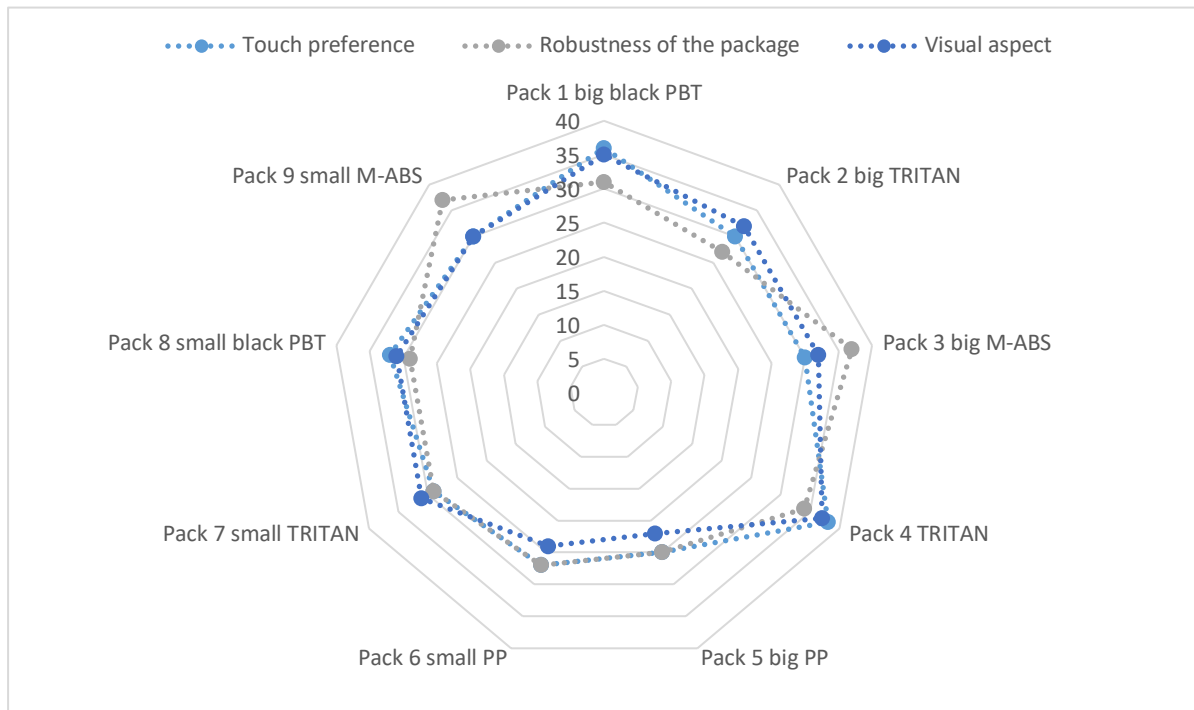 Touch preference
Robustness of the package
Visual aspect
Pack 1 big black PBT
40
35
30
25
20
15
10
5
0
Pack 2 big TRITAN
Pack 3 big M-ABS
Pack 4 TRITAN
Pack 5 big PP
Pack 6 small PP
Pack 7 small TRITAN
Pack 8 small black PBT
Pack 9 small M-ABS